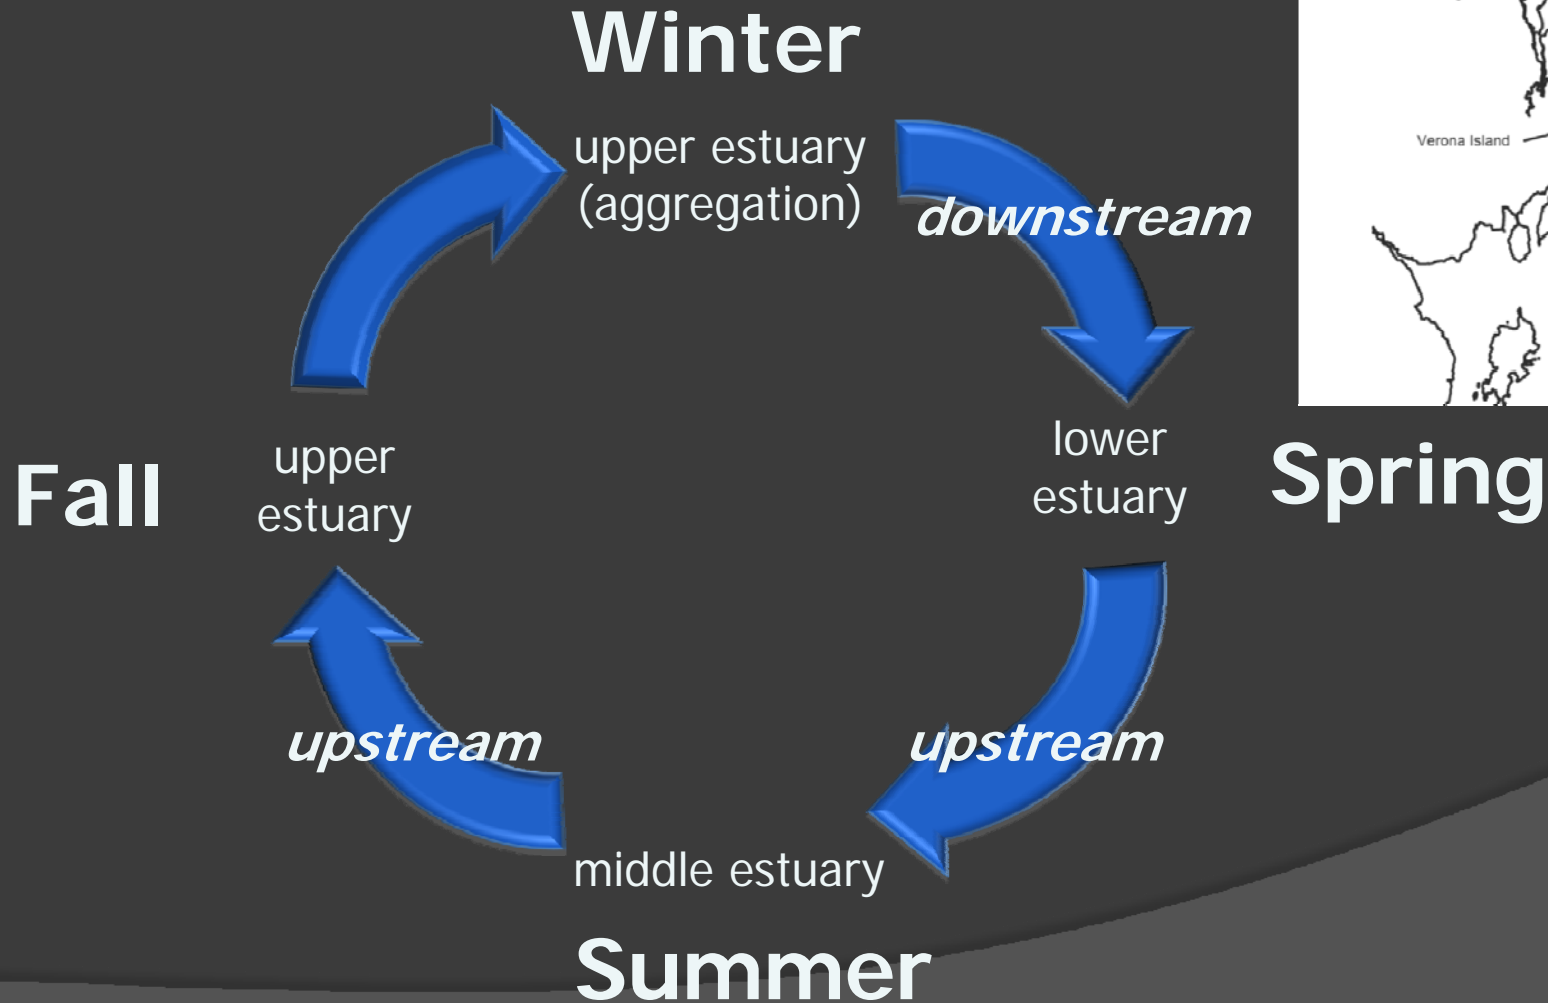 Winter
upper estuary
(aggregation)
downstream
Verona Island
Fall
upper
estuary
lower
estuary
Spring
upstream
upstream
middle estuary
Summer